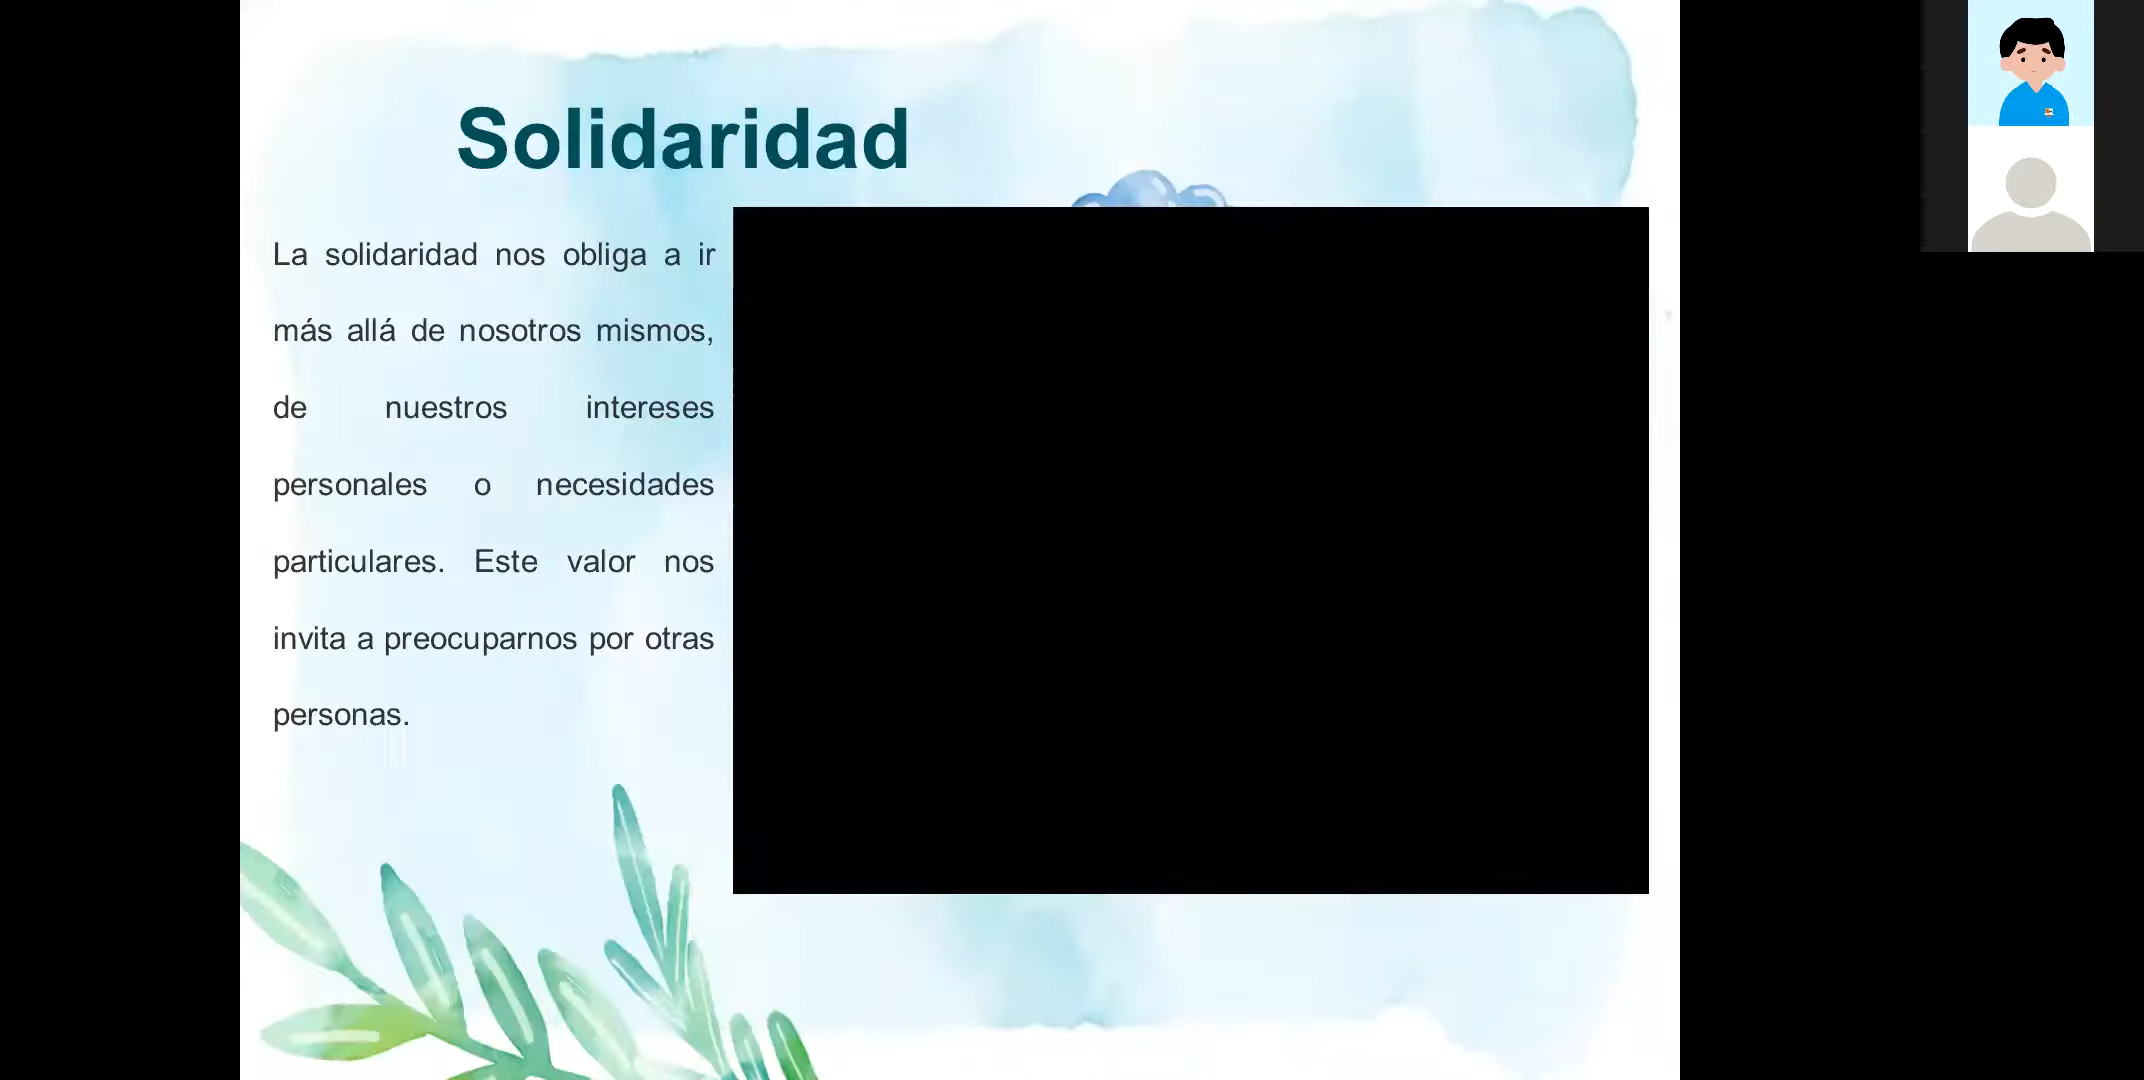 Solidaridad
La solidaridad nos obliga a ir
más allá de nosotros mismos,
de nuestros intereses
personales o necesidades
particulares. Este valor nos
invita a preocuparnos por otras
personas.